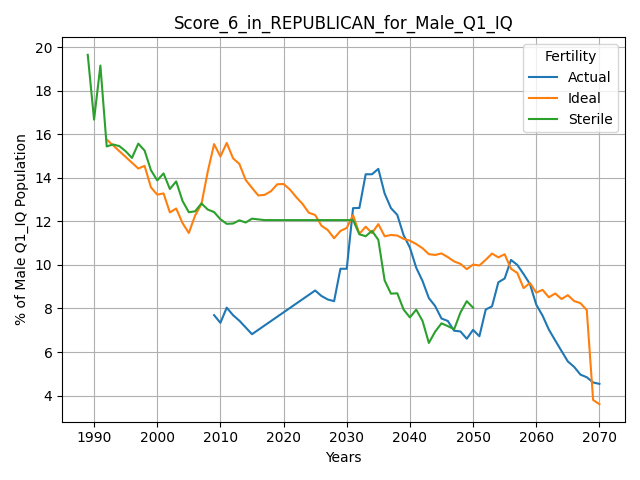 Score_6_in_REPUBLICAN_for_Male_Q1_IQ
Fertility
Actual
Ideal
Sterile
% of Male Q1_IQ Population
20
18
16
14
12
10
8
6
4
1990 2000 2010 2020 2030 2040 2050 2060 2070
Years